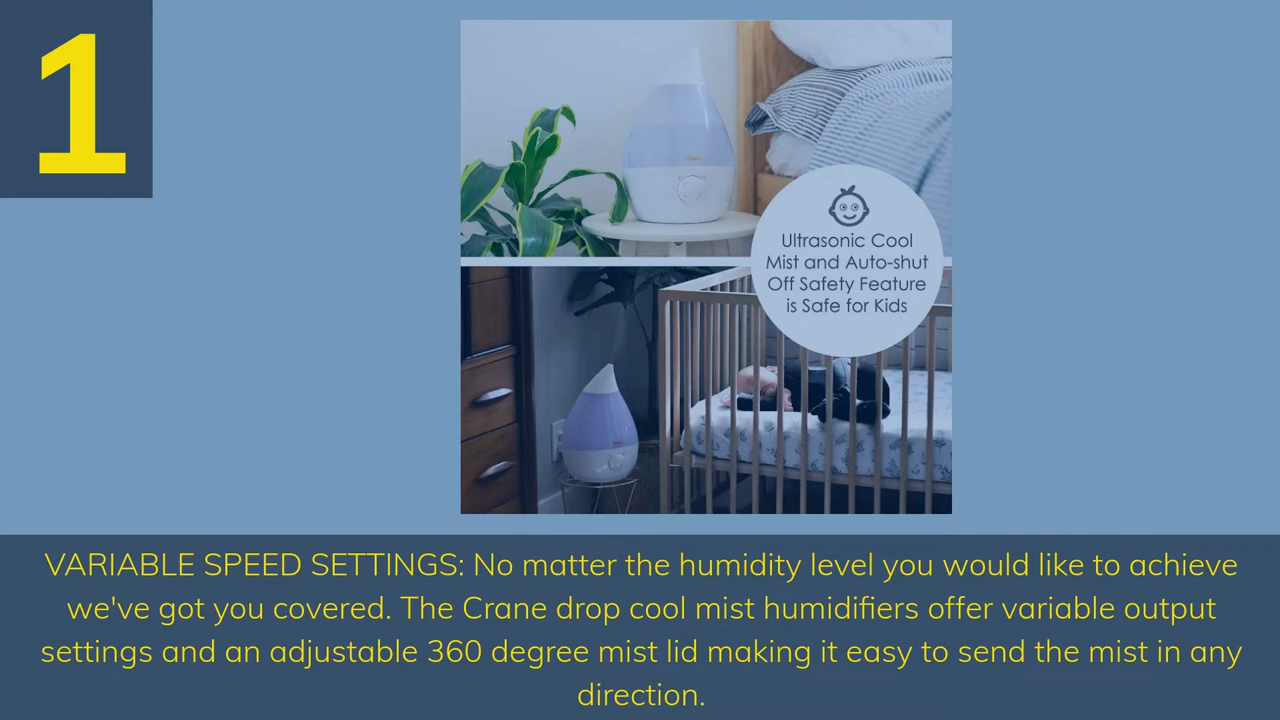 1
Ultrasonic Cool
Mist and Auto-shut
Off Safety Feature
is Safe for Kids
VARIABLE SPEED SETTINGS: No matter the humidity level you would like to achieve
we've got you covered. The Crane drop cool mist humidifiers offer variable output
settings and an adjustable 360 degree mist lid making it easy to send the mist in any
direction.